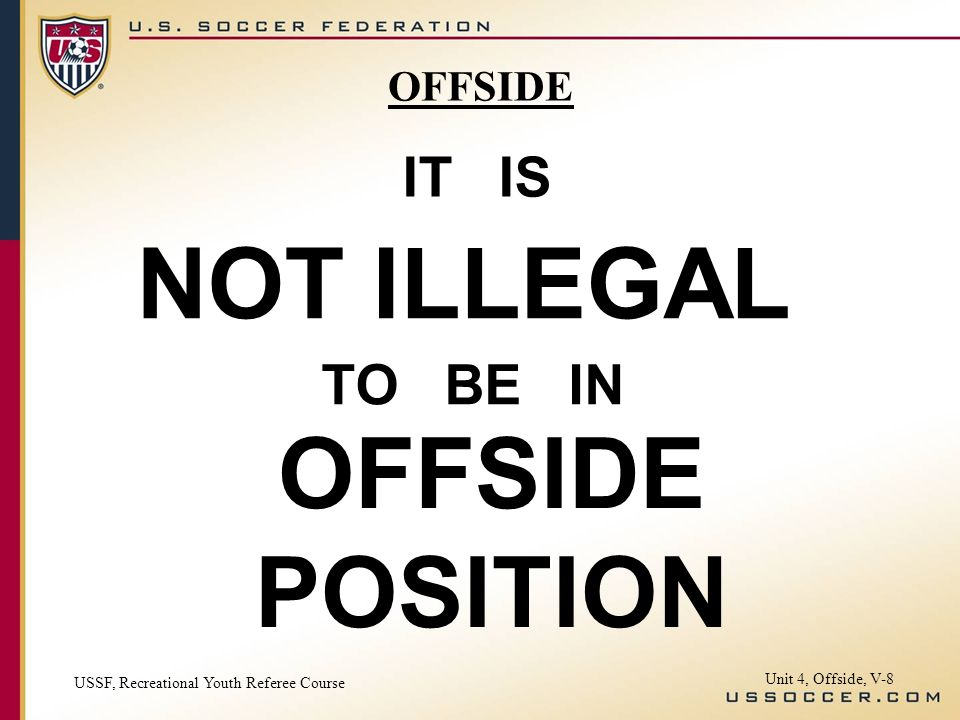 U.S. SOCCER FEDERATION
US
OFFSIDE
IT IS
NOT ILLEGAL
TO BE IN
OFFSIDE
POSITION
USSF, Recreational Youth Referee Course
Unit 4, Offside, V-8
USSOCCER.COM